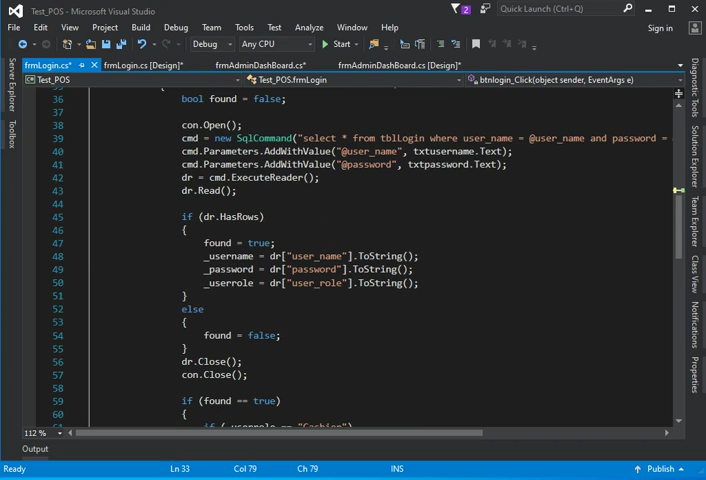 Test_POS - Microsoft Visual Studio
2
Quick Launch (Ctrl+Q)
File Edit View Project Build Debug Team Tools Test Analyze Window Help
Sign in
Debug Any CPU Start
frmLogin.cs*
frmLogin.cs [Design]*
frmAdminDashBoard.cs*
frmAdminDashBoard.cs [Design]*
Test_POS
Test_POS.frmLogin
btnlogin_Click(object sender, EventArgs e)
Server Explorer
Toolbox
36 bool found = false;
37
38 con.Open();
39 cmd = new SqlCommand("select * from tblLogin where user_name = @user_name and password =
40 cmd.Parameters.AddWithValue("@user_name", txtusername.Text);
41 cmd.Parameters.AddWithValue("@password", txtpassword.Text);
42 dr = cmd.ExecuteReader();
43 dr.Read();
44
45 if (dr.HasRows)
46 {
47 found = true;
48 _username = dr["user_name"].ToString();
49 _password = dr["password"].ToString();
50 _userrole = dr["user_role"].ToString();
51 }
52 else
53 {
54 found = false;
55 }
56 dr.Close();
57 con.Close();
58
59 if (found == true)
60 {
Diagnostic Tools
Solution Explorer
Team Explorer
Class View
Notifications
Properties
112 %
Output
Ready Ln 33 Col 79 Ch 79 INS Publish